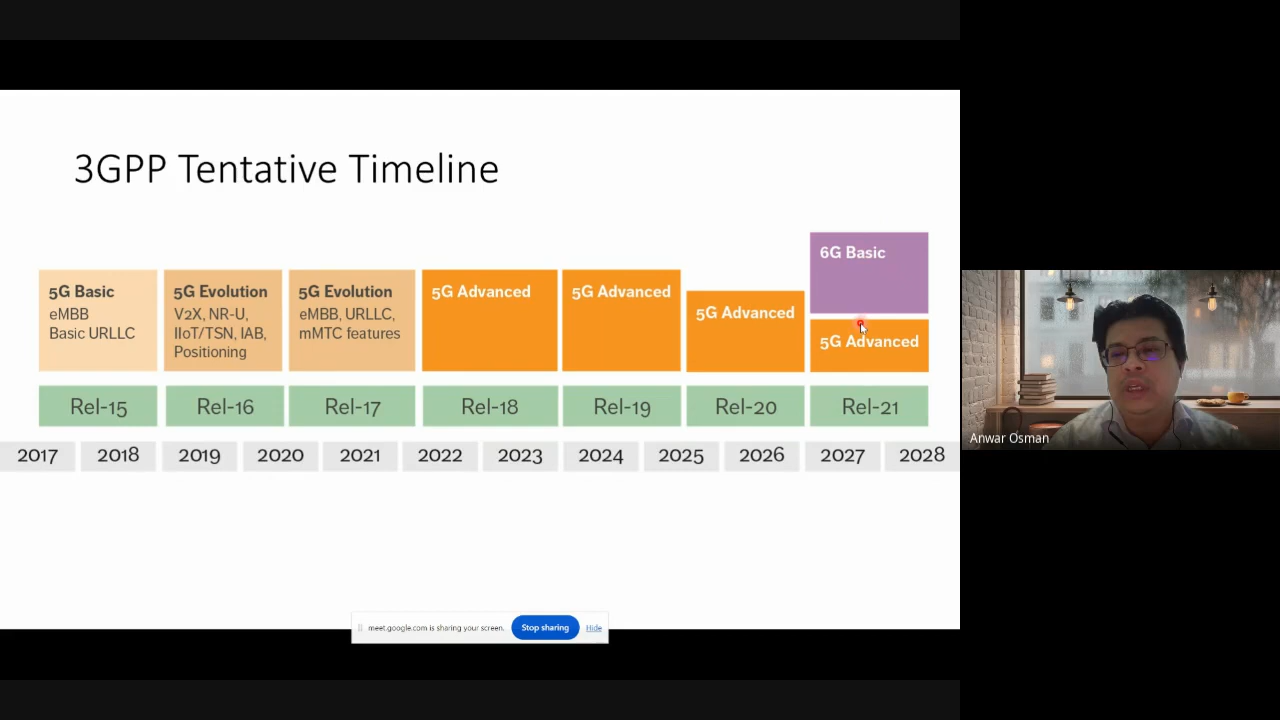 3GPP Tentative Timeline
6G Basic
5G Basic
eMBB
Basic URLLC
5G Evolution
V2X, NR-U,
IIoT/TSN, IAB,
Positioning
5G Evolution
eMBB, URLLC,
mMTC features
5G Advanced
5G Advanced
5G Advanced
5G Advanced
Rel-15 Rel-16 Rel-17 Rel-18 Rel-19 Rel-20 Rel-21
2017 2018 2019 2020 2021 2022 2023 2024 2025 2026 2027 2028
Anwar Osman
meet.google.com is sharing your screen. Stop sharing Hide